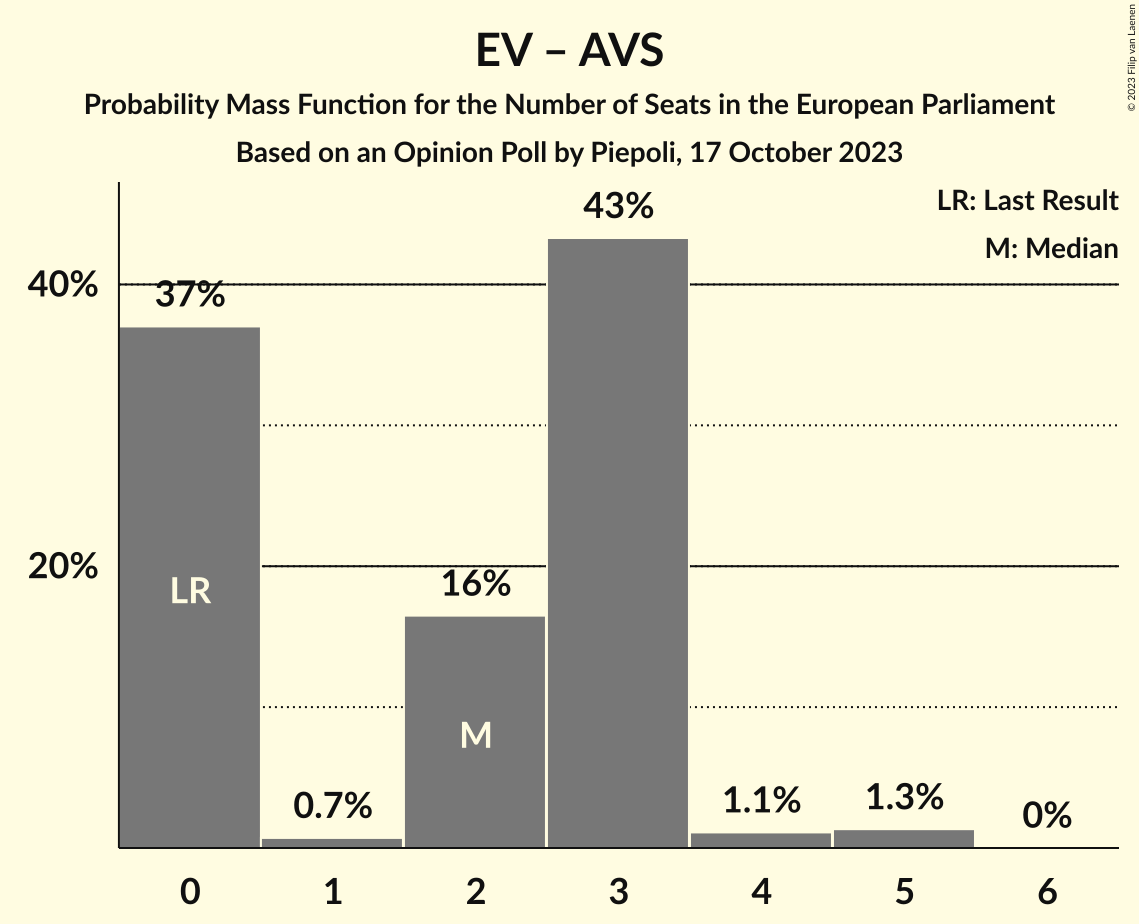 EV – AVS
Probability Mass Function for the Number of Seats in the European Parliament
Based on an Opinion Poll by Piepoli, 17 October 2023
© 2023 Filip van Laenen
LR: Last Result
M: Median
43%
40%
37%
20%
16%
LR
M
0.7%
1.1%
1.3%
0%
0 1 2 3 4 5 6